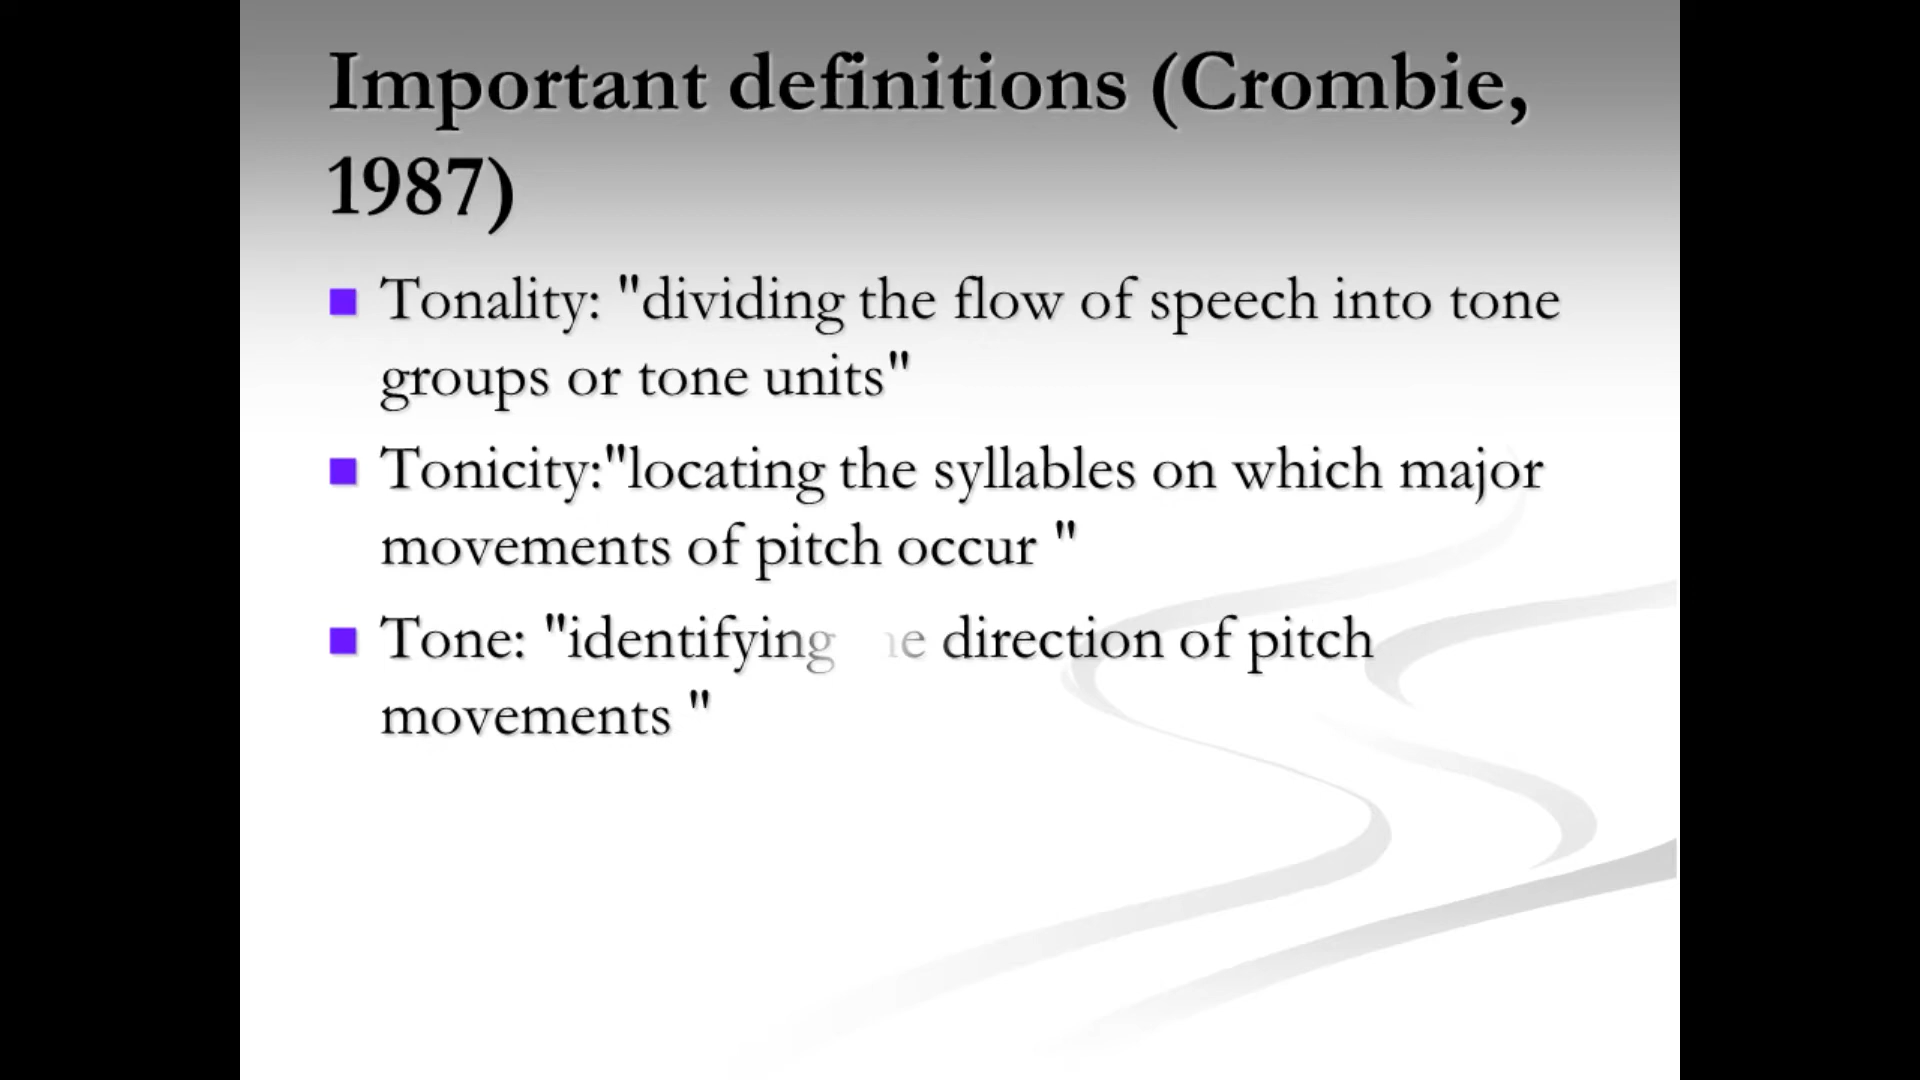 Important definitions (Crombie,
1987)
Tonality: "dividing the flow of speech into tone
groups or tone units"
Tonicity:"locating the syllables on which major
movements of pitch occur "
Tone: "identifying direction of pitch
movements "